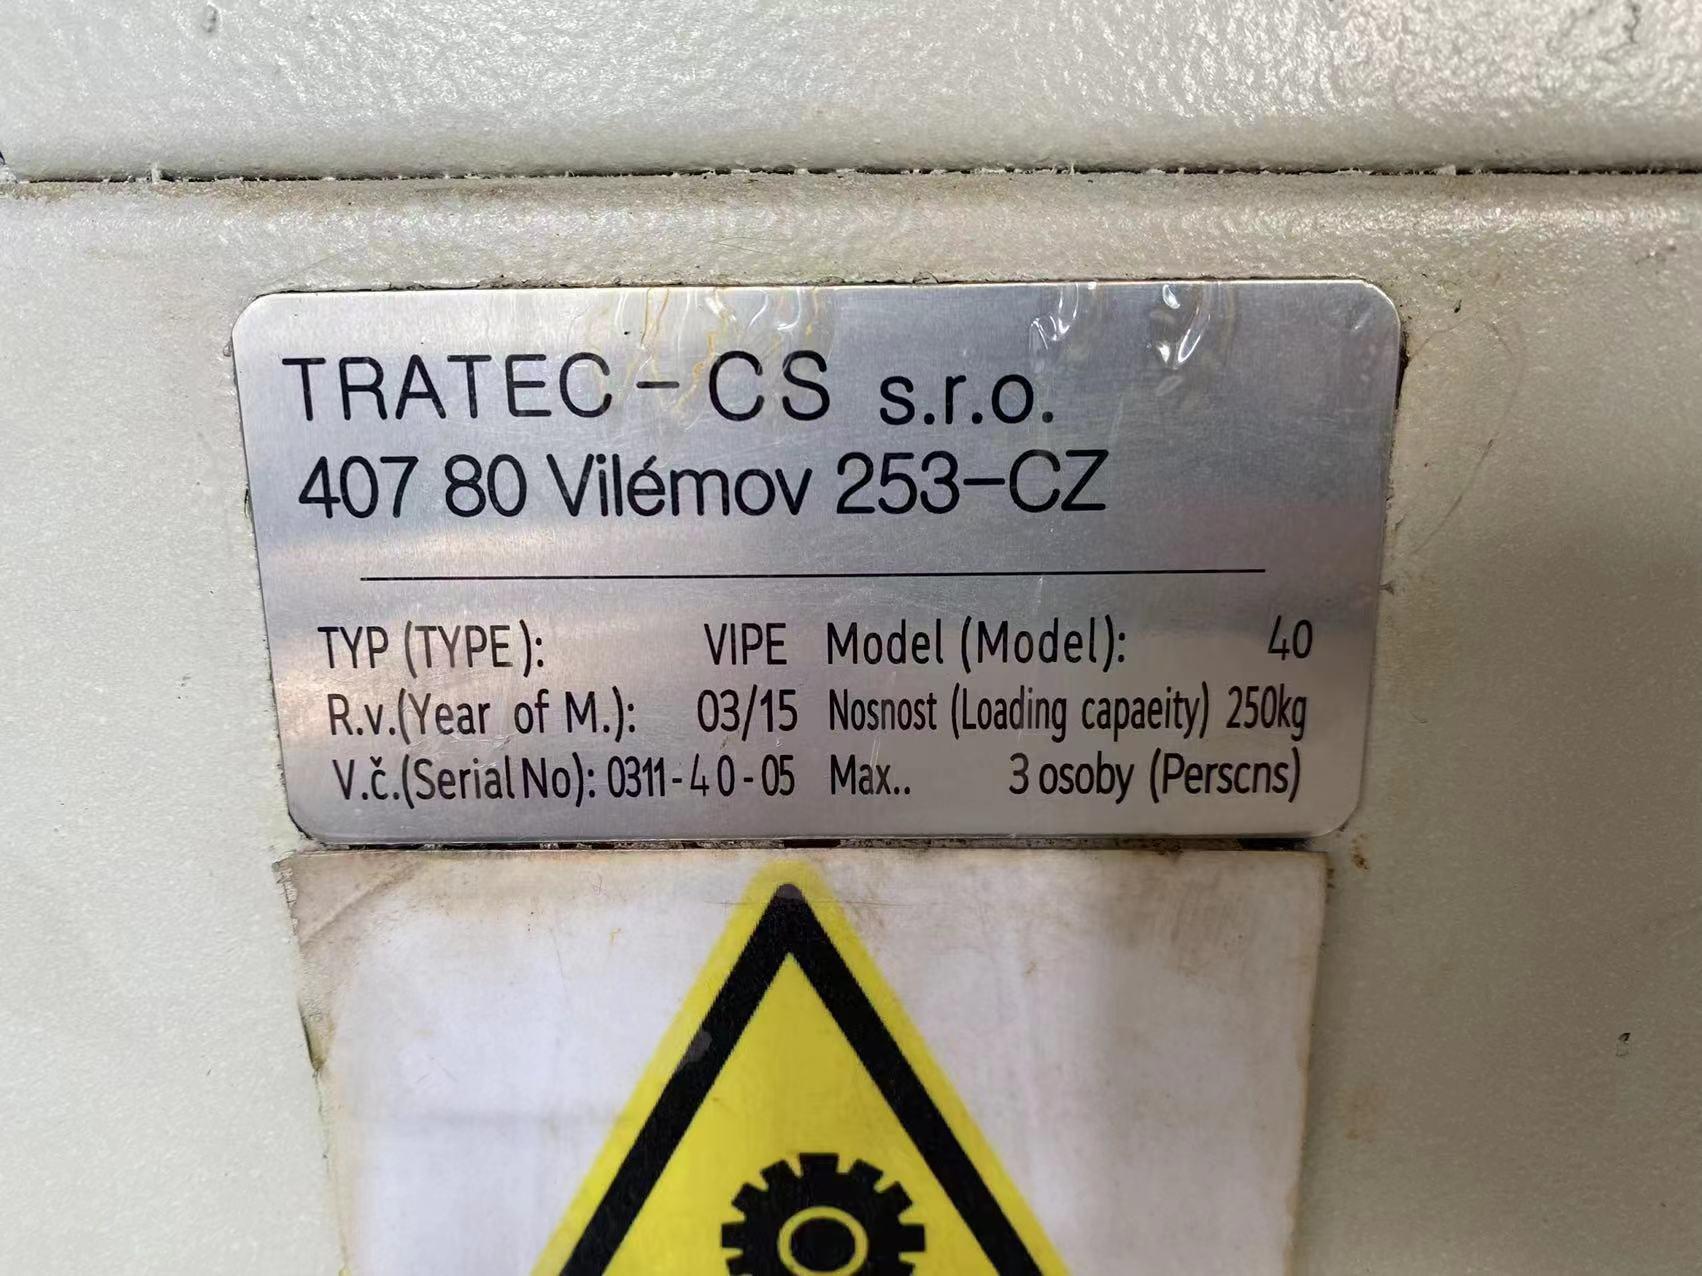 TRATEC-CS s.r.o.
407 80 Vilémov 253-CZ
TYP (TYPE): VIPE Model (Model): 40
R.v.(Year of M.): 03/15 Nosnost (Loading capaeity) 250kg
V.č.(Serial No): 0311-40-05 Max.. 3 osoby (Perscns)